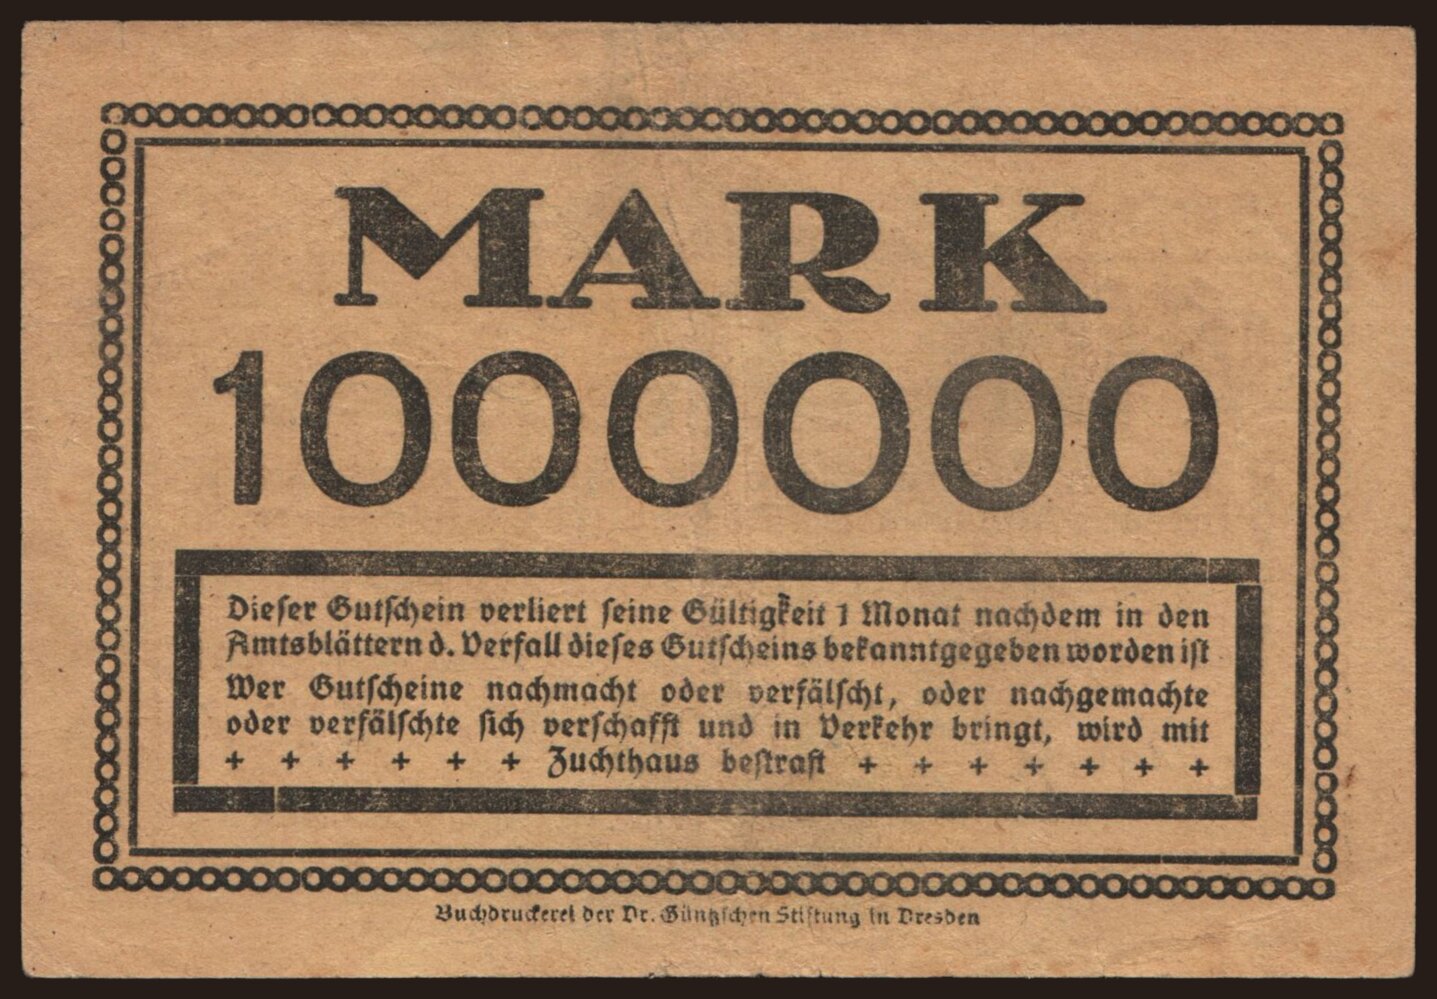 MARK
1000000
Dieser Gutschein verliert seine Gültigkeit 1 Monat nachdem in den
Amtsblättern d. Verfall dieses Gutscheins bekanntgegeben worden ist
Wer Gutscheine nachmacht oder verfälscht, oder nachgemachte
oder verfälschte sich verschafft und in Verkehr bringt, wird mit
+ + + + + + Zuchthaus bestraft + + + + + + +
Buchdruckerei der Dr. Güntzschen Stiftung in Dresden